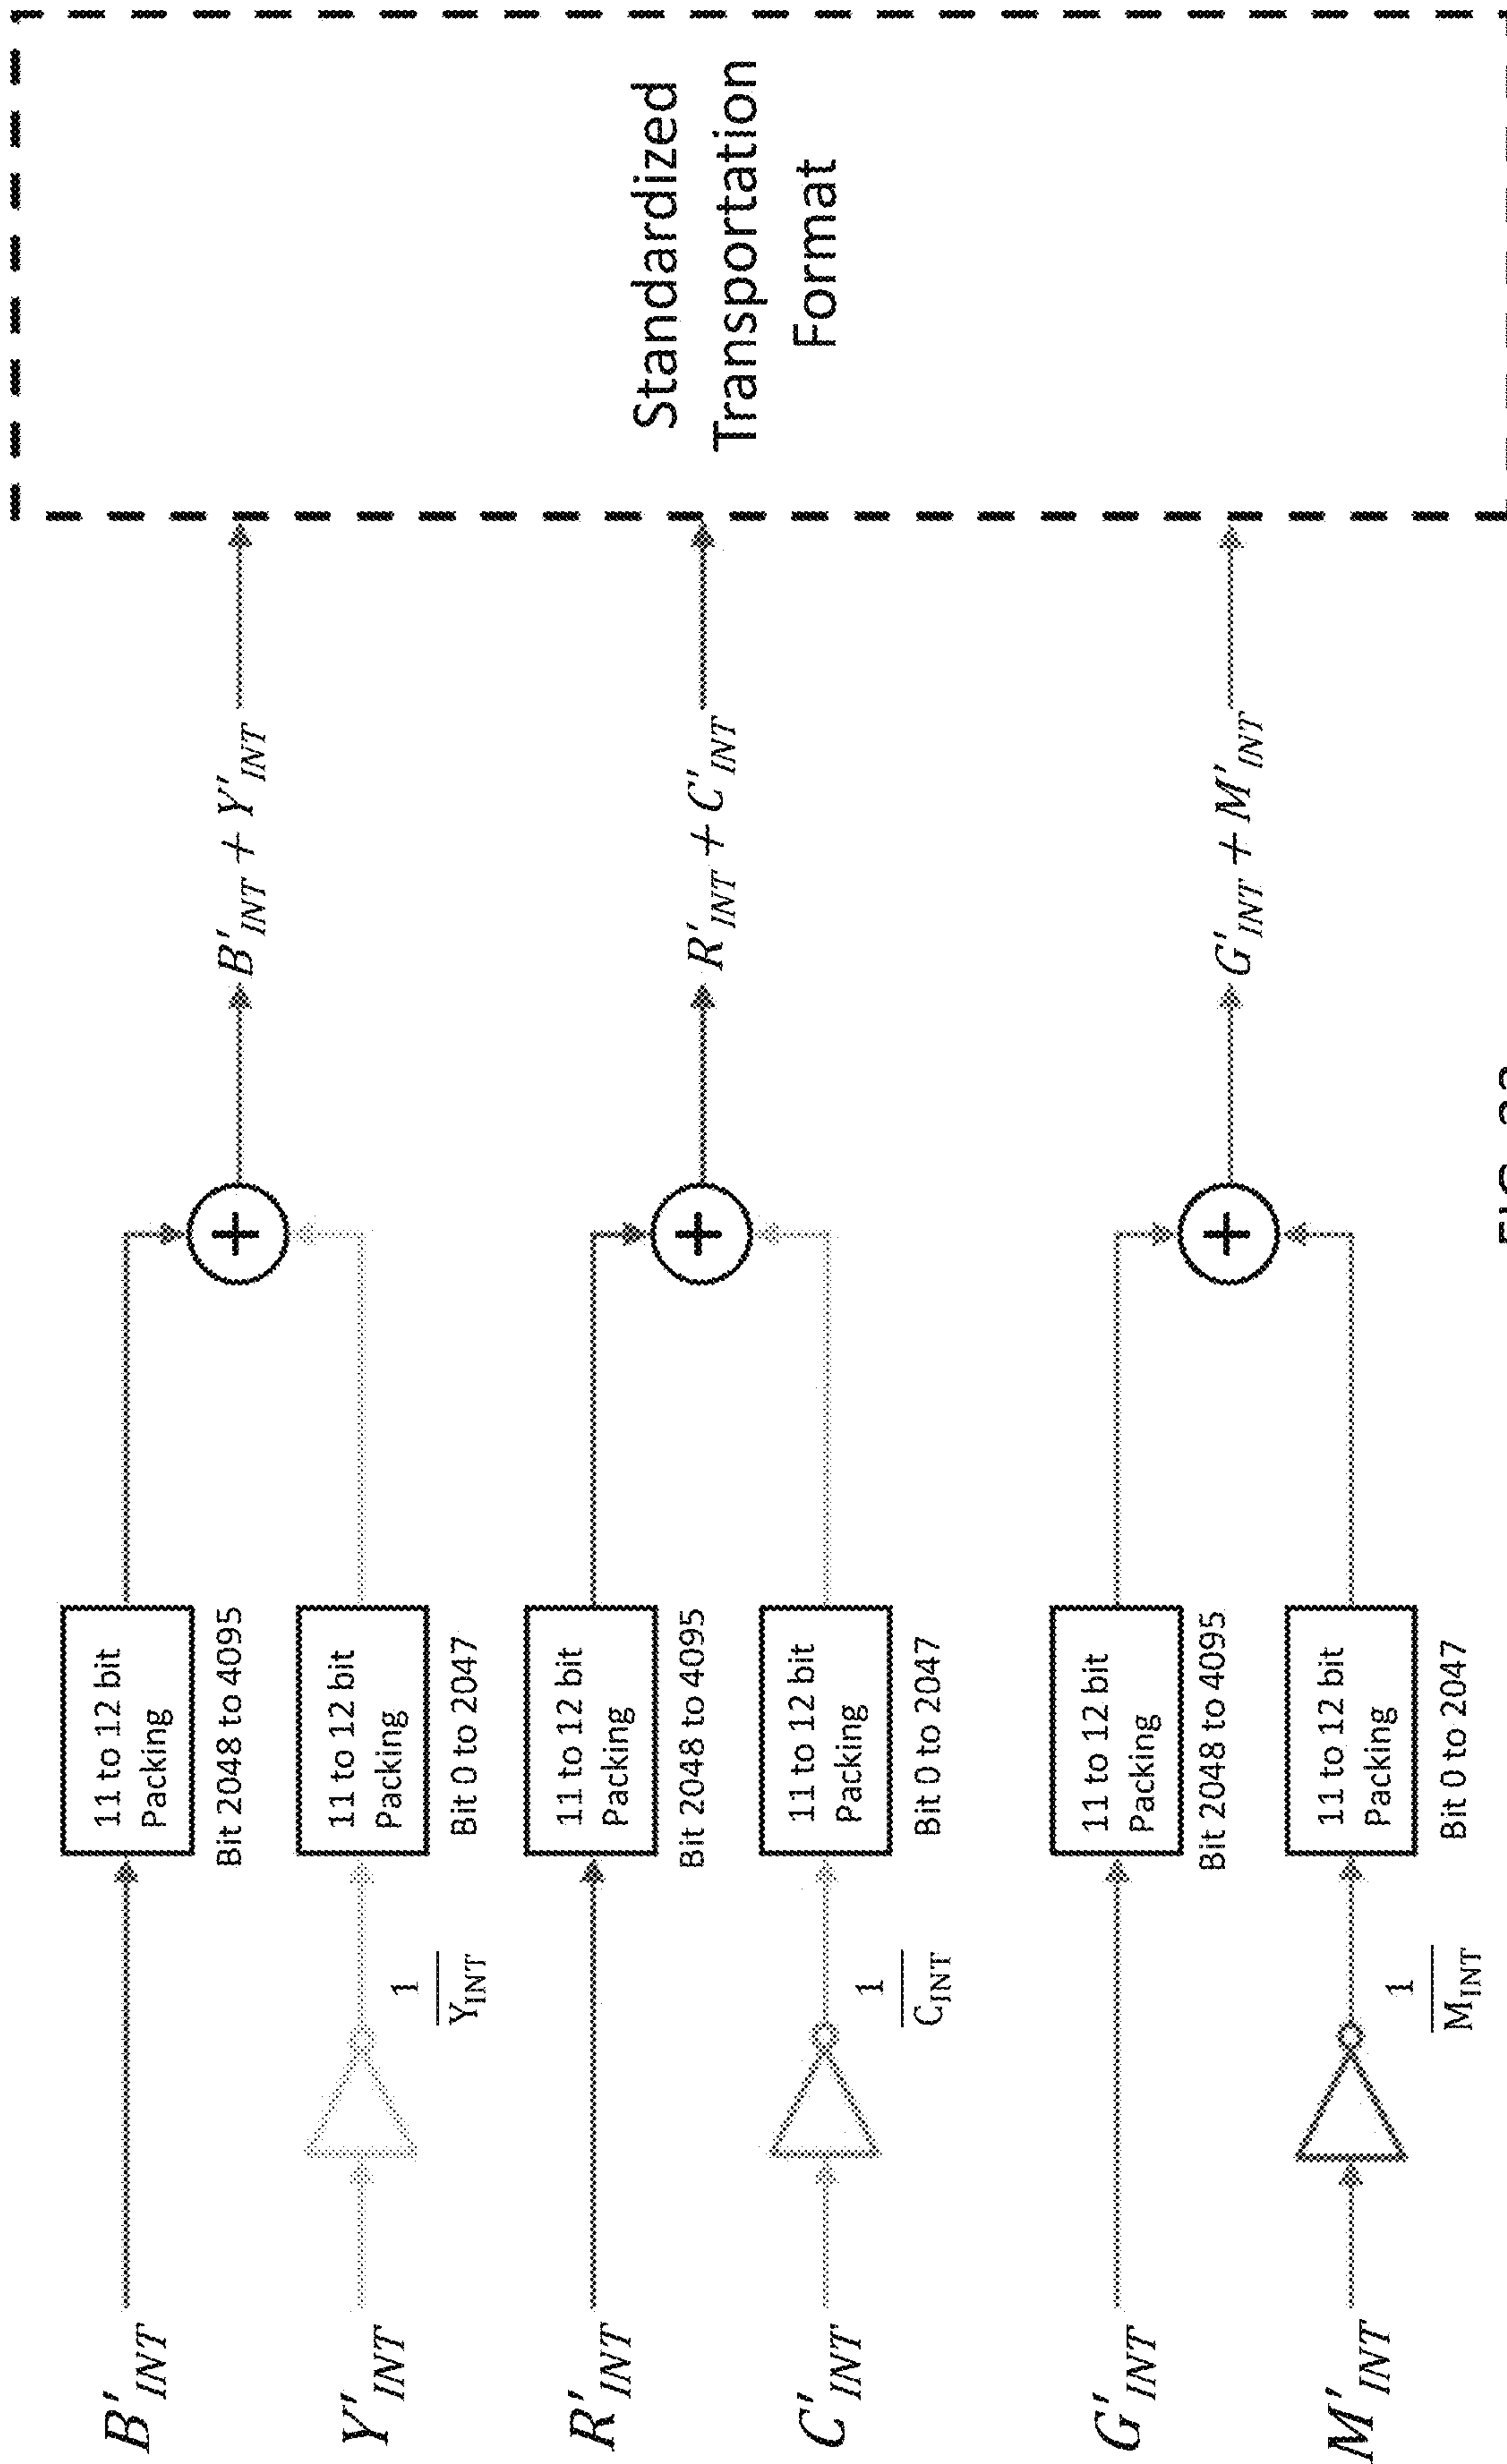 B'INT
11 to 12 bit
Packing
Bit 2048 to 4095
Y'INT
1
YINT
11 to 12 bit
Packing
Bit 0 to 2047
+
B'INT + Y'INT
R'INT
11 to 12 bit
Packing
Bit 2048 to 4095
C'INT
1
CINT
11 to 12 bit
Packing
Bit 0 to 2047
+
R'INT + C'INT
G'INT
11 to 12 bit
Packing
Bit 2048 to 4095
M'INT
1
MINT
11 to 12 bit
Packing
Bit 0 to 2047
+
G'INT + M'INT
Standardized
Transportation
Format